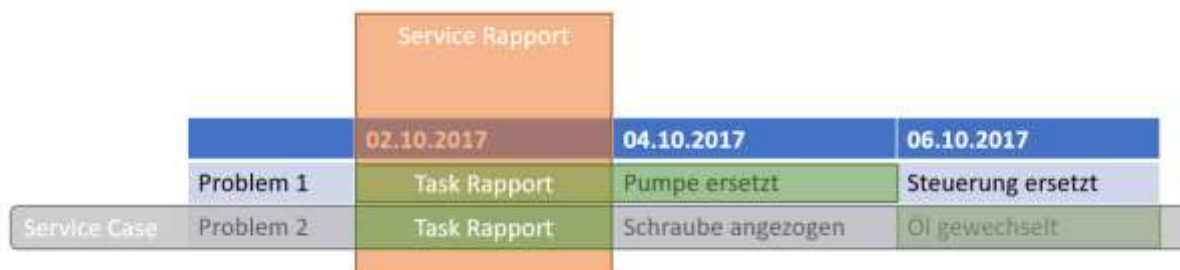 Service Rapport
02.10.2017 04.10.2017 06.10.2017
Problem 1 Task Rapport Pumpe ersetzt Steuerung ersetzt
Service Case Problem 2 Task Rapport Schraube angezogen Öl gewechselt